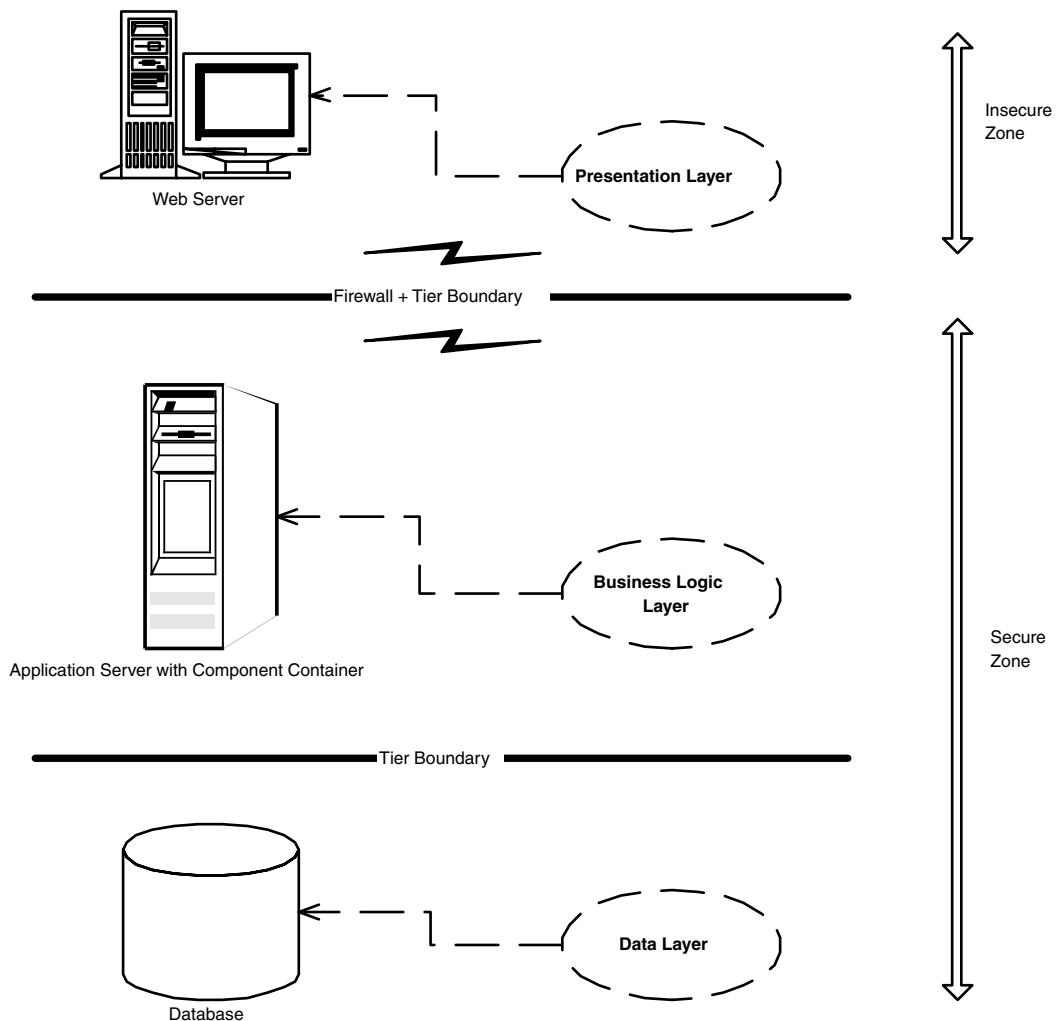 Insecure
Zone
Presentation Layer
Web Server
Firewall + Tier Boundary
Business Logic
Layer
Secure
Zone
Application Server with Component Container
Tier Boundary
Data Layer
Database